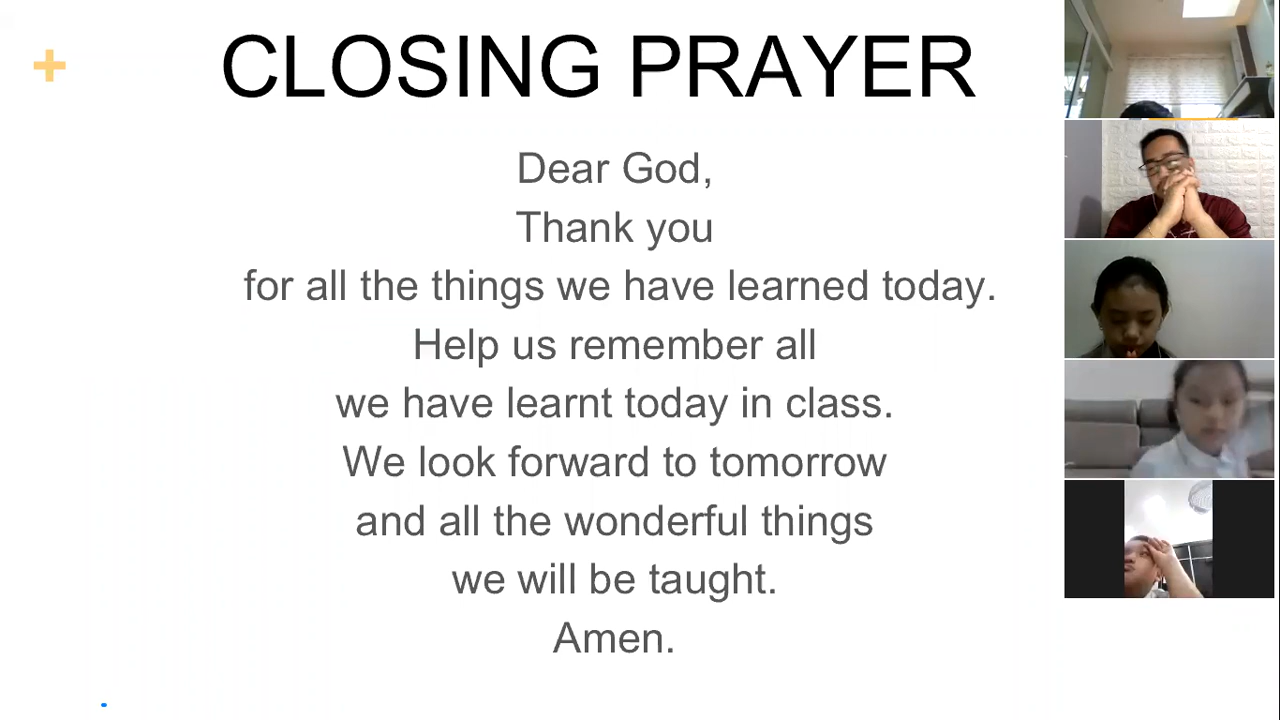 CLOSING PRAYER
Dear God,
Thank you
for all the things we have learned today.
Help us remember all
we have learnt today in class.
We look forward to tomorrow
and all the wonderful things
we will be taught.
Amen.